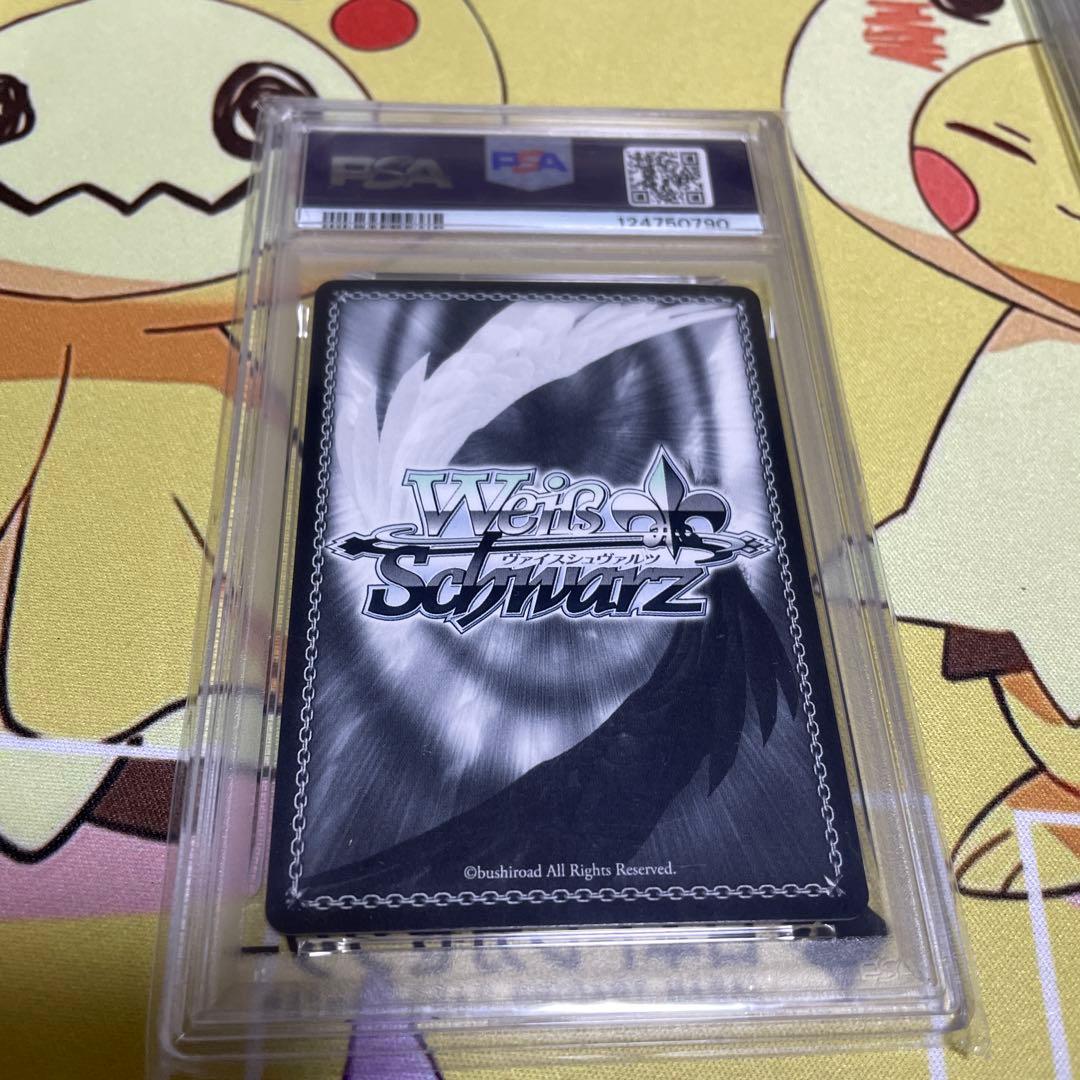 PSA
PSA
124750790
Weiß
ヴァイスシュヴァルツ
Schwarz
©bushiroad All Rights Reserved.